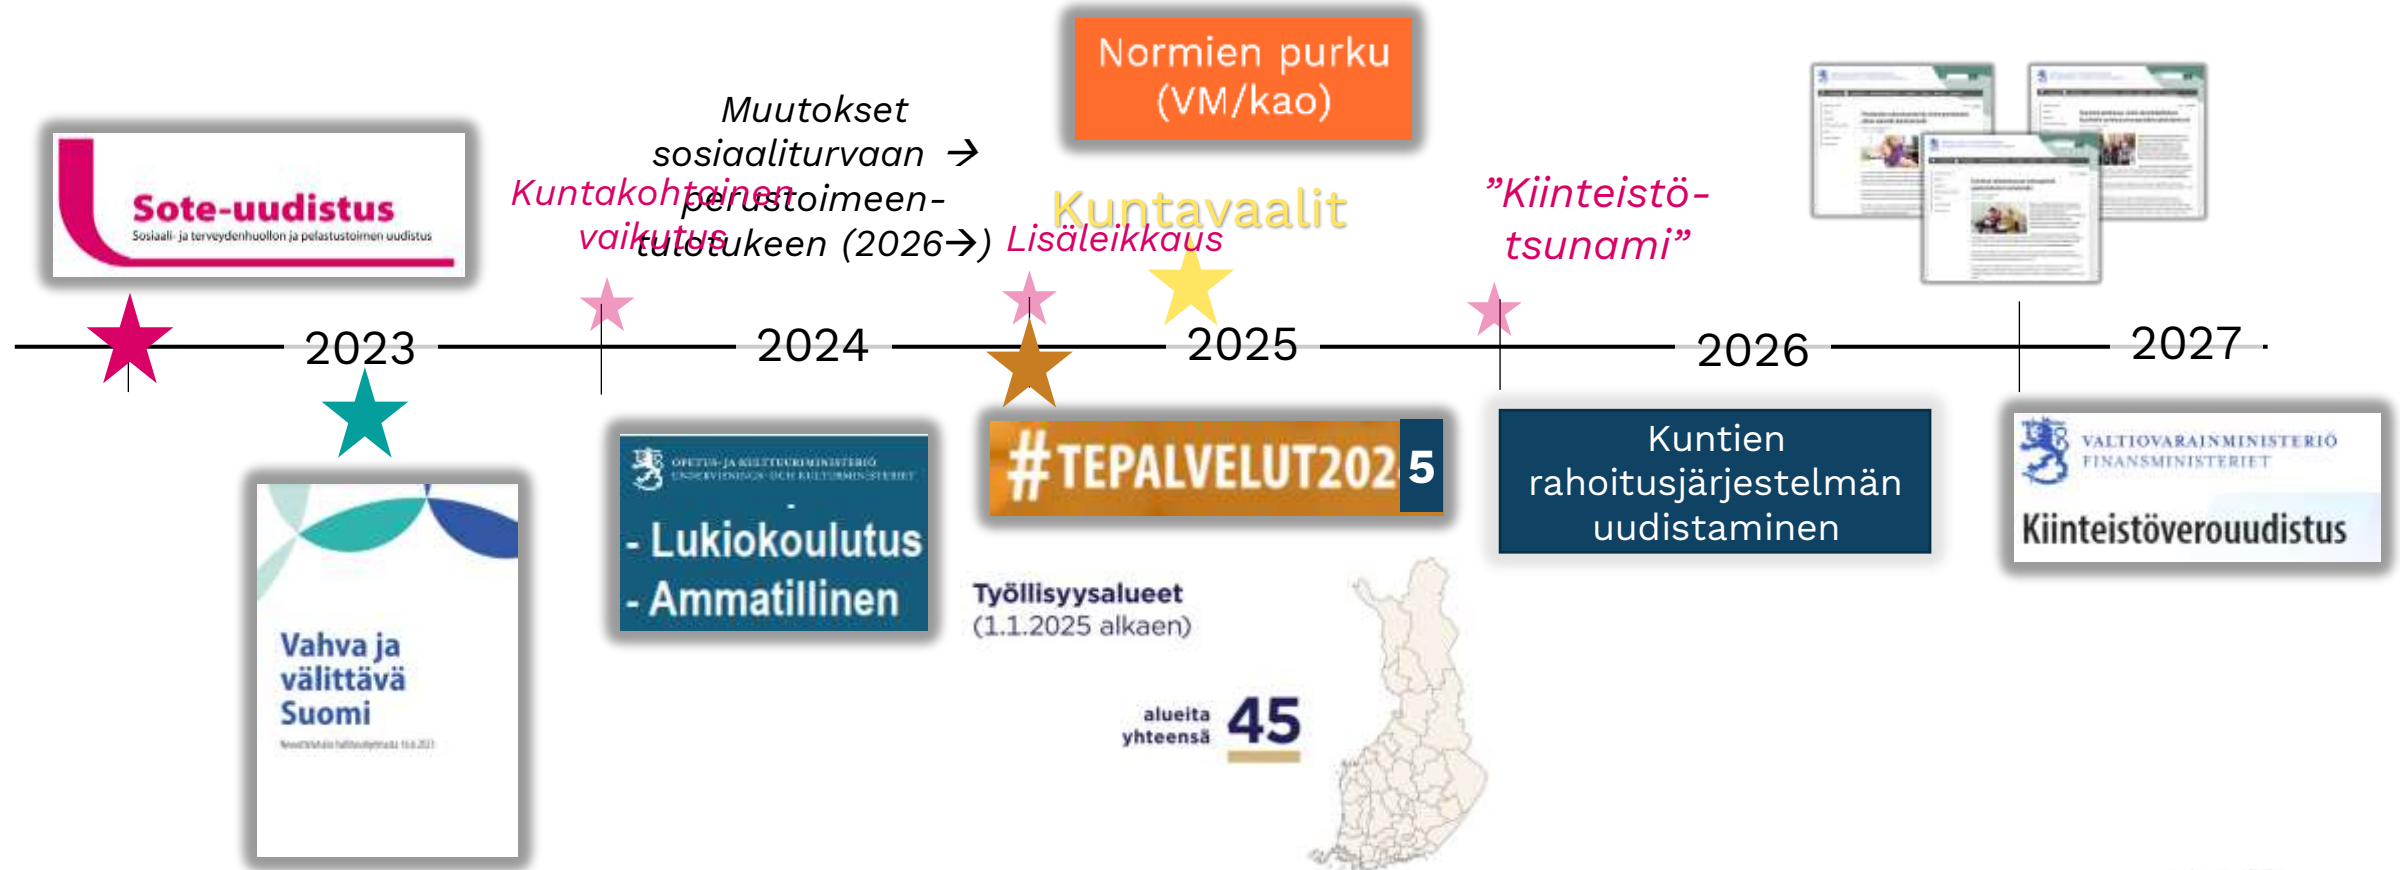 Normien purku
(VM/kao)
Sote-uudistus
Sosiaali- ja terveydenhuollon ja pelastustoimen uudistus
Kuntakohtainen
vaikutus
Muutokset
sosiaaliturvaan →
perustoimeen-
tulotukeen (2026→)
Lisäleikkaus
Kuntavaalit
”Kiinteistö-
tsunami”
2023
2024
2025
2026
2027
Vahva ja
välittävä
Suomi
OPETUS- JA KULTTUURIMINISTERIÖ
UNDERVISNINGS- OCH KULTURMINISTERIET
-
- Lukiokoulutus
- Ammatillinen
#TEPALVELUT2025
Työllisyysalueet
(1.1.2025 alkaen)
alueita
yhteensä
45
Kuntien
rahoitusjärjestelmän
uudistaminen
VALTIOVARAINMINISTERIÖ
FINANSMINISTERIET
Kiinteistöverouudistus